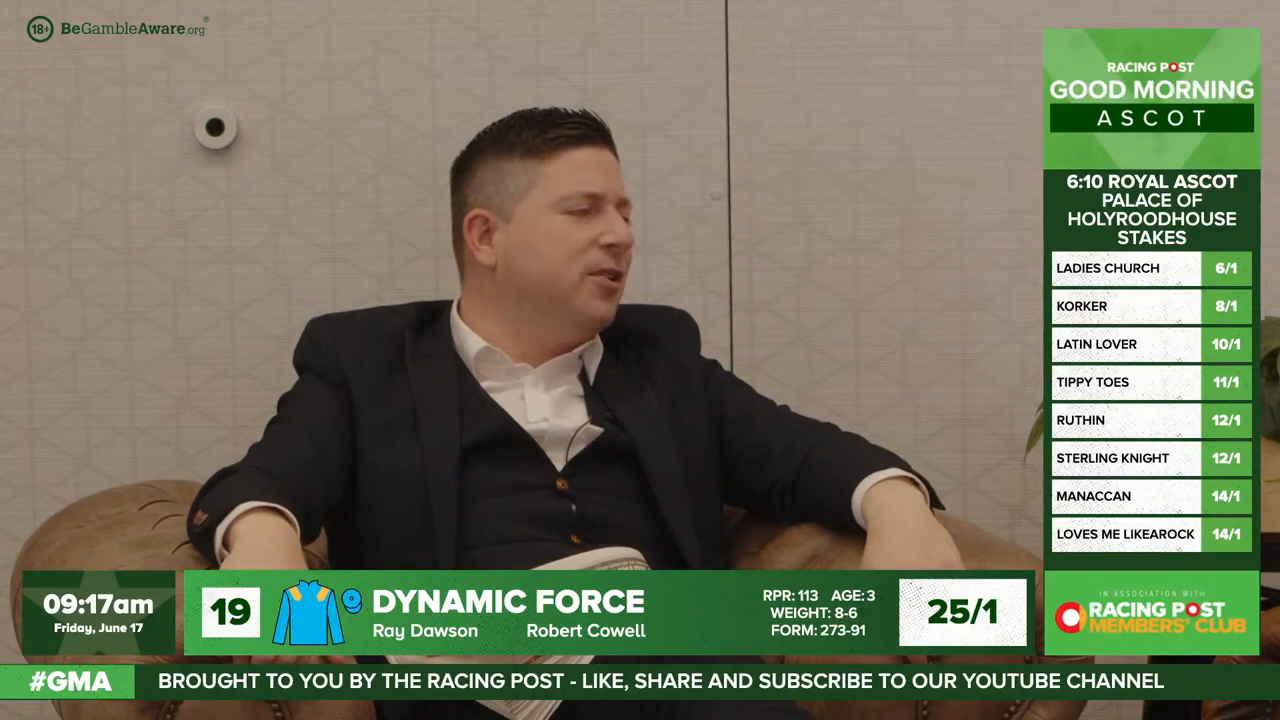 18+ BeGambleAware.org®
RACING POST
GOOD MORNING
ASCOT
6:10 ROYAL ASCOT
PALACE OF
HOLYROODHOUSE
STAKES
LADIES CHURCH 6/1
KORKER 8/1
LATIN LOVER 10/1
TIPPY TOES 11/1
RUTHIN 12/1
STERLING KNIGHT 12/1
MANACCAN 14/1
LOVES ME LIKEAROCK 14/1
09:17am
Friday, June 17
19
DYNAMIC FORCE
Ray Dawson Robert Cowell
RPR: 113 AGE: 3
WEIGHT: 8-6
FORM: 273-91
25/1
IN ASSOCIATION WITH
RACING POST
MEMBERS' CLUB
#GMA
BROUGHT TO YOU BY THE RACING POST - LIKE, SHARE AND SUBSCRIBE TO OUR YOUTUBE CHANNEL